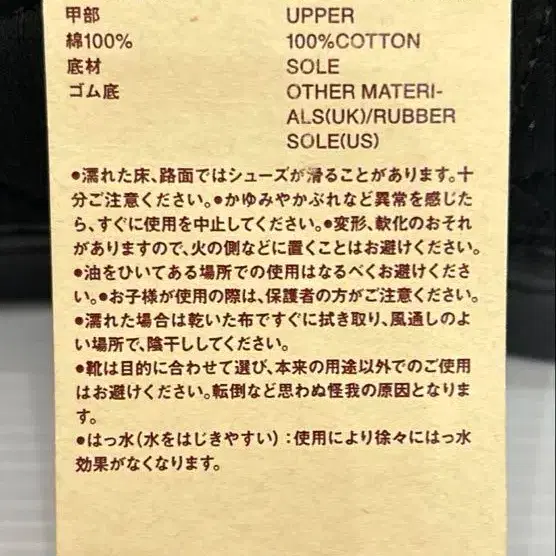 甲部 UPPER
綿100% 100%COTTON
底材 SOLE
ゴム底 OTHER MATERI-
ALS(UK)/RUBBER
SOLE(US)
●濡れた床、路面ではシューズが滑ることがあります。十
分ご注意ください。●かゆみやかぶれなど異常を感じた
ら、すぐに使用を中止してください。●変形、軟化のおそれ
がありますので、火の側などに置くことはお避けください。
●油をひいてある場所での使用はなるべくお避けくださ
い。●お子様が使用の際は、保護者の方がご注意ください。
●濡れた場合は乾いた布ですぐに拭き取り、風通しのよ
い場所で、陰干ししてください。
●靴は目的に合わせて選び、本来の用途以外でのご使用
はお避けください。転倒など思わぬ怪我の原因となりま
す。
●はっ水(水をはじきやすい):使用により徐々にはっ水
効果がなくなります。